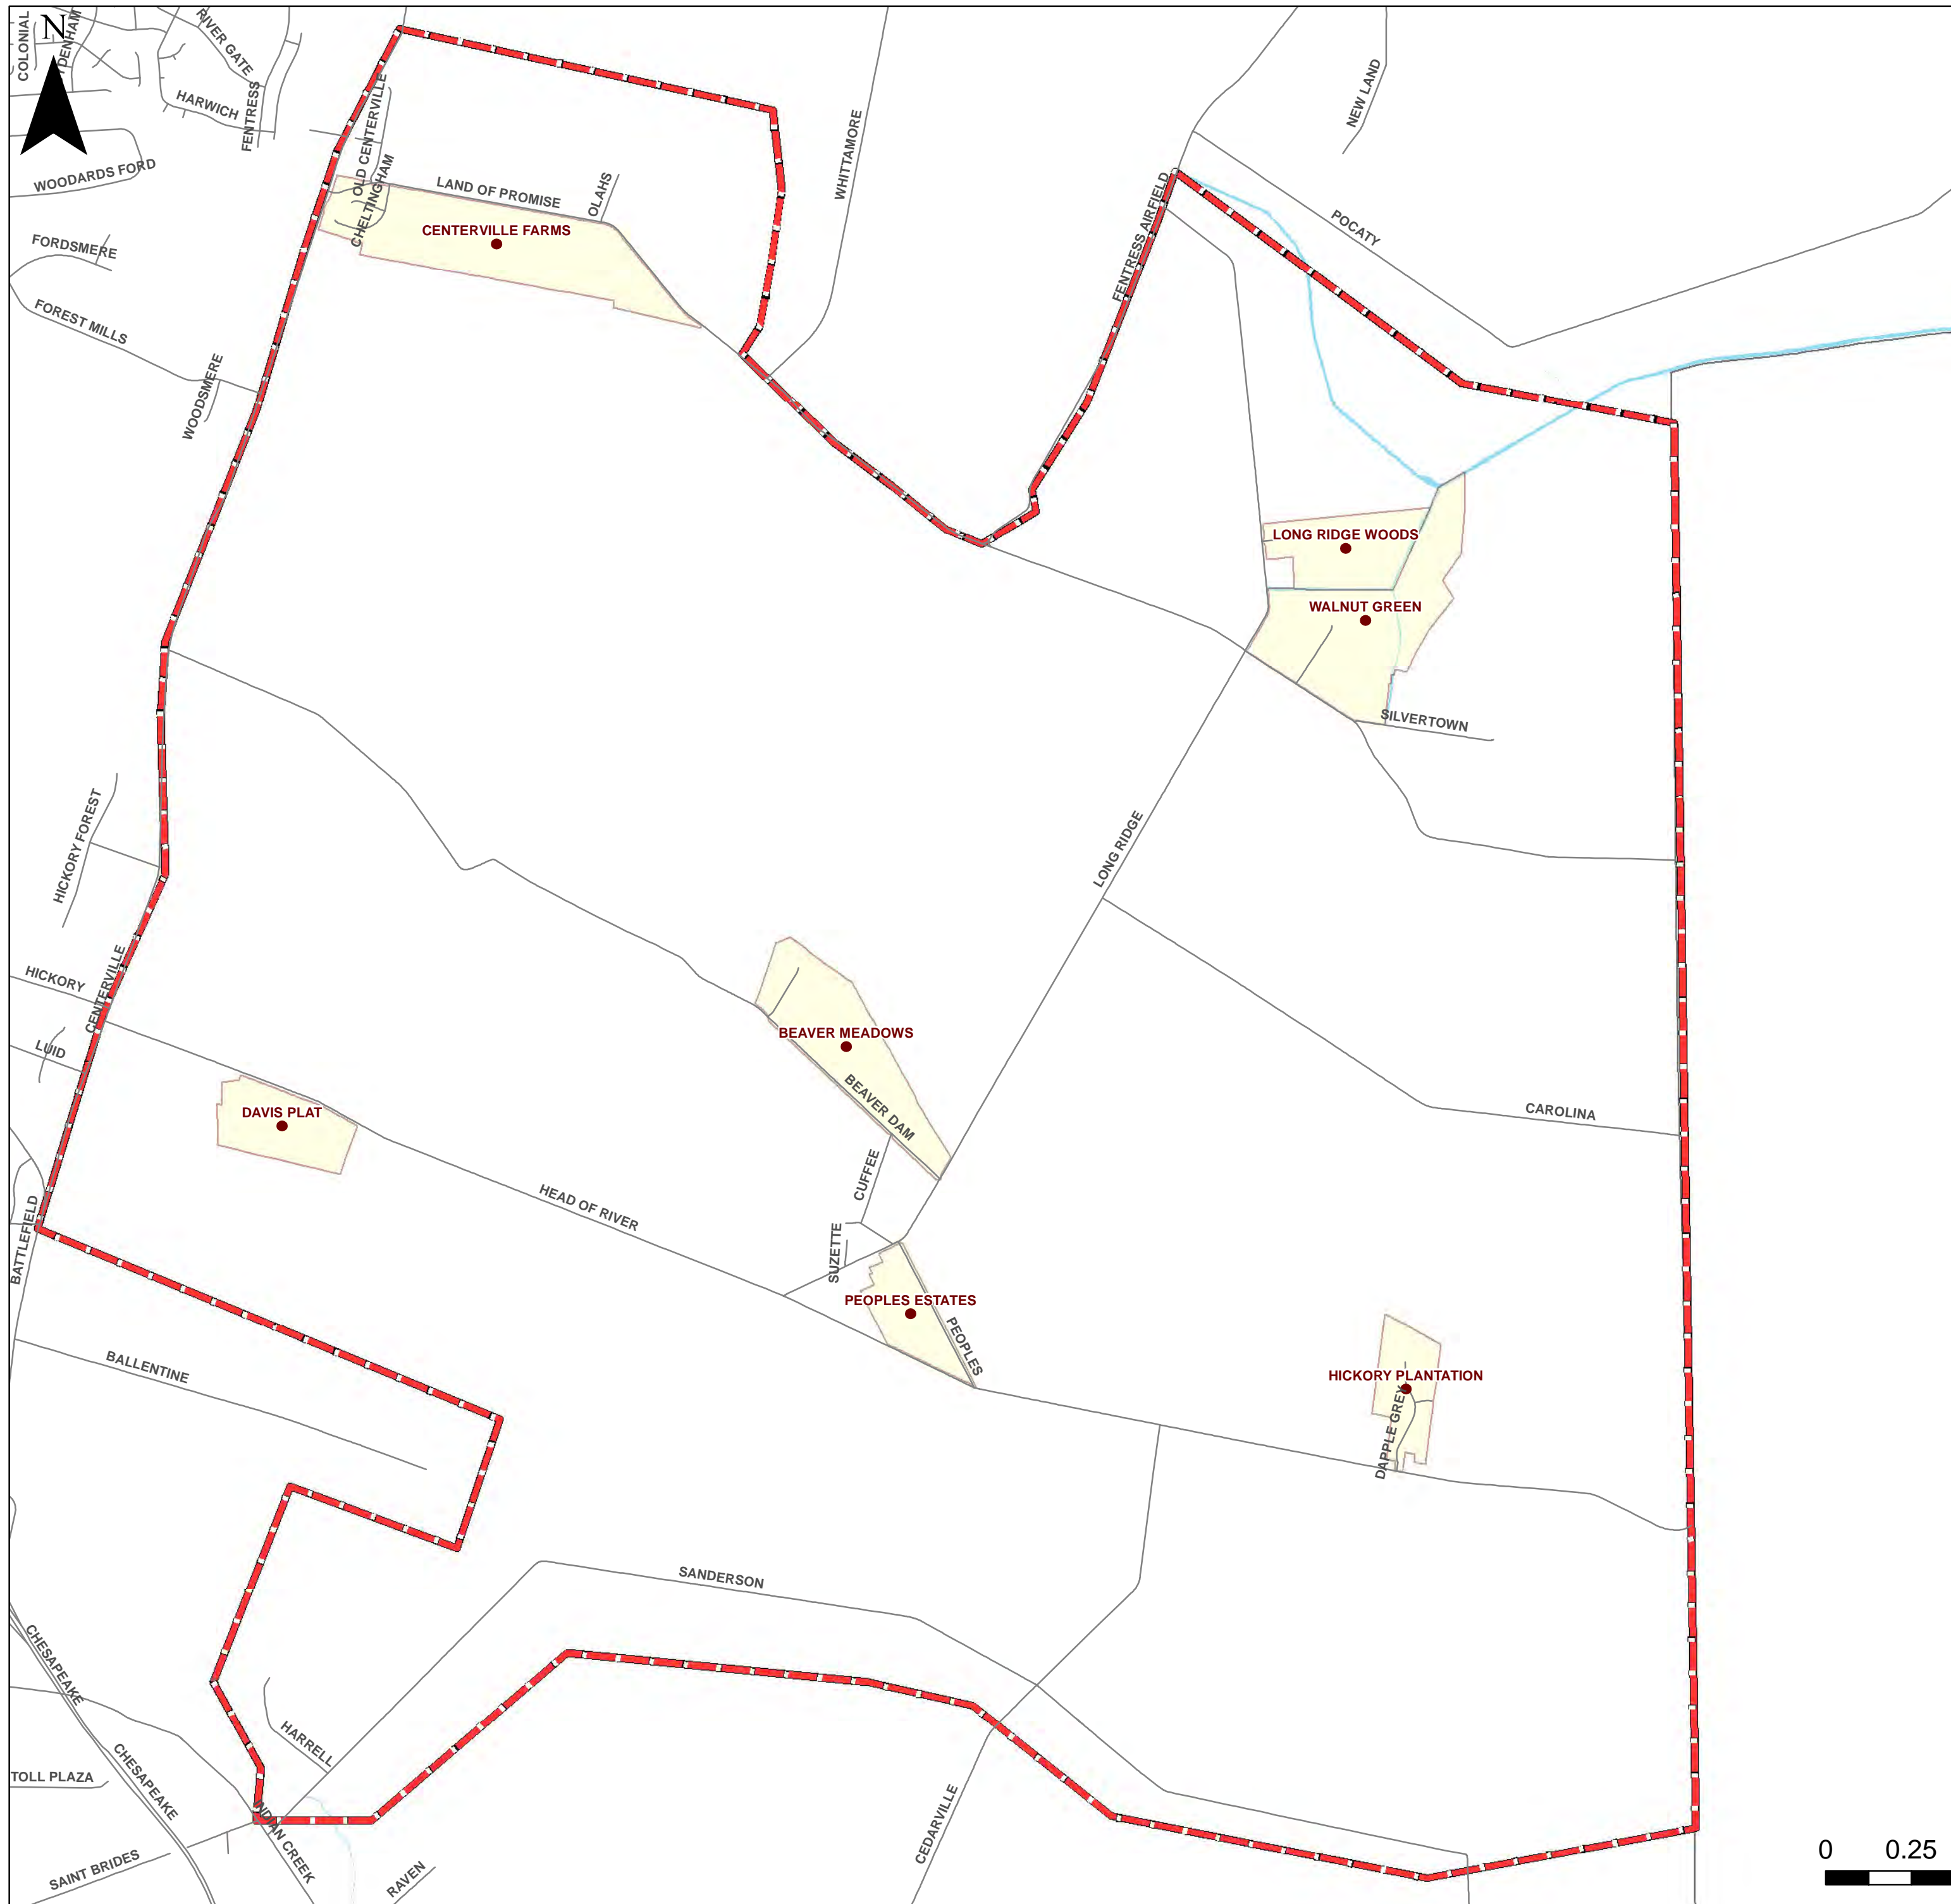 COLONIAL
N
RIVER GATE
HARWICH
FENTRESS
WOODARDS FORD
OLD CENTERVILLE
CHELTINGHAM
LAND OF PROMISE
OLAHS
WHITTAMORE
NEW LAND
FENTRESS AIRFIELD
POCATY
CENTERVILLE FARMS
FORDSMERE
FOREST MILLS
WOODSMERE
LONG RIDGE WOODS
WALNUT GREEN
SILVERTOWN
HICKORY FOREST
LONG RIDGE
HICKORY
CENTERVILLE
LUID
BEAVER MEADOWS
BEAVER DAM
DAVIS PLAT
CAROLINA
CUFFEE
HEAD OF RIVER
SUZETTE
BATTLEFIELD
PEOPLES ESTATES
PEOPLES
BALLENTINE
HICKORY PLANTATION
DAPPLE GREY
SANDERSON
CHESAPEAKE
HARRELL
CHESAPEAKE
TOLL PLAZA
INDIAN CREEK
CEDARVILLE
SAINT BRIDES
RAVEN
0 0.25